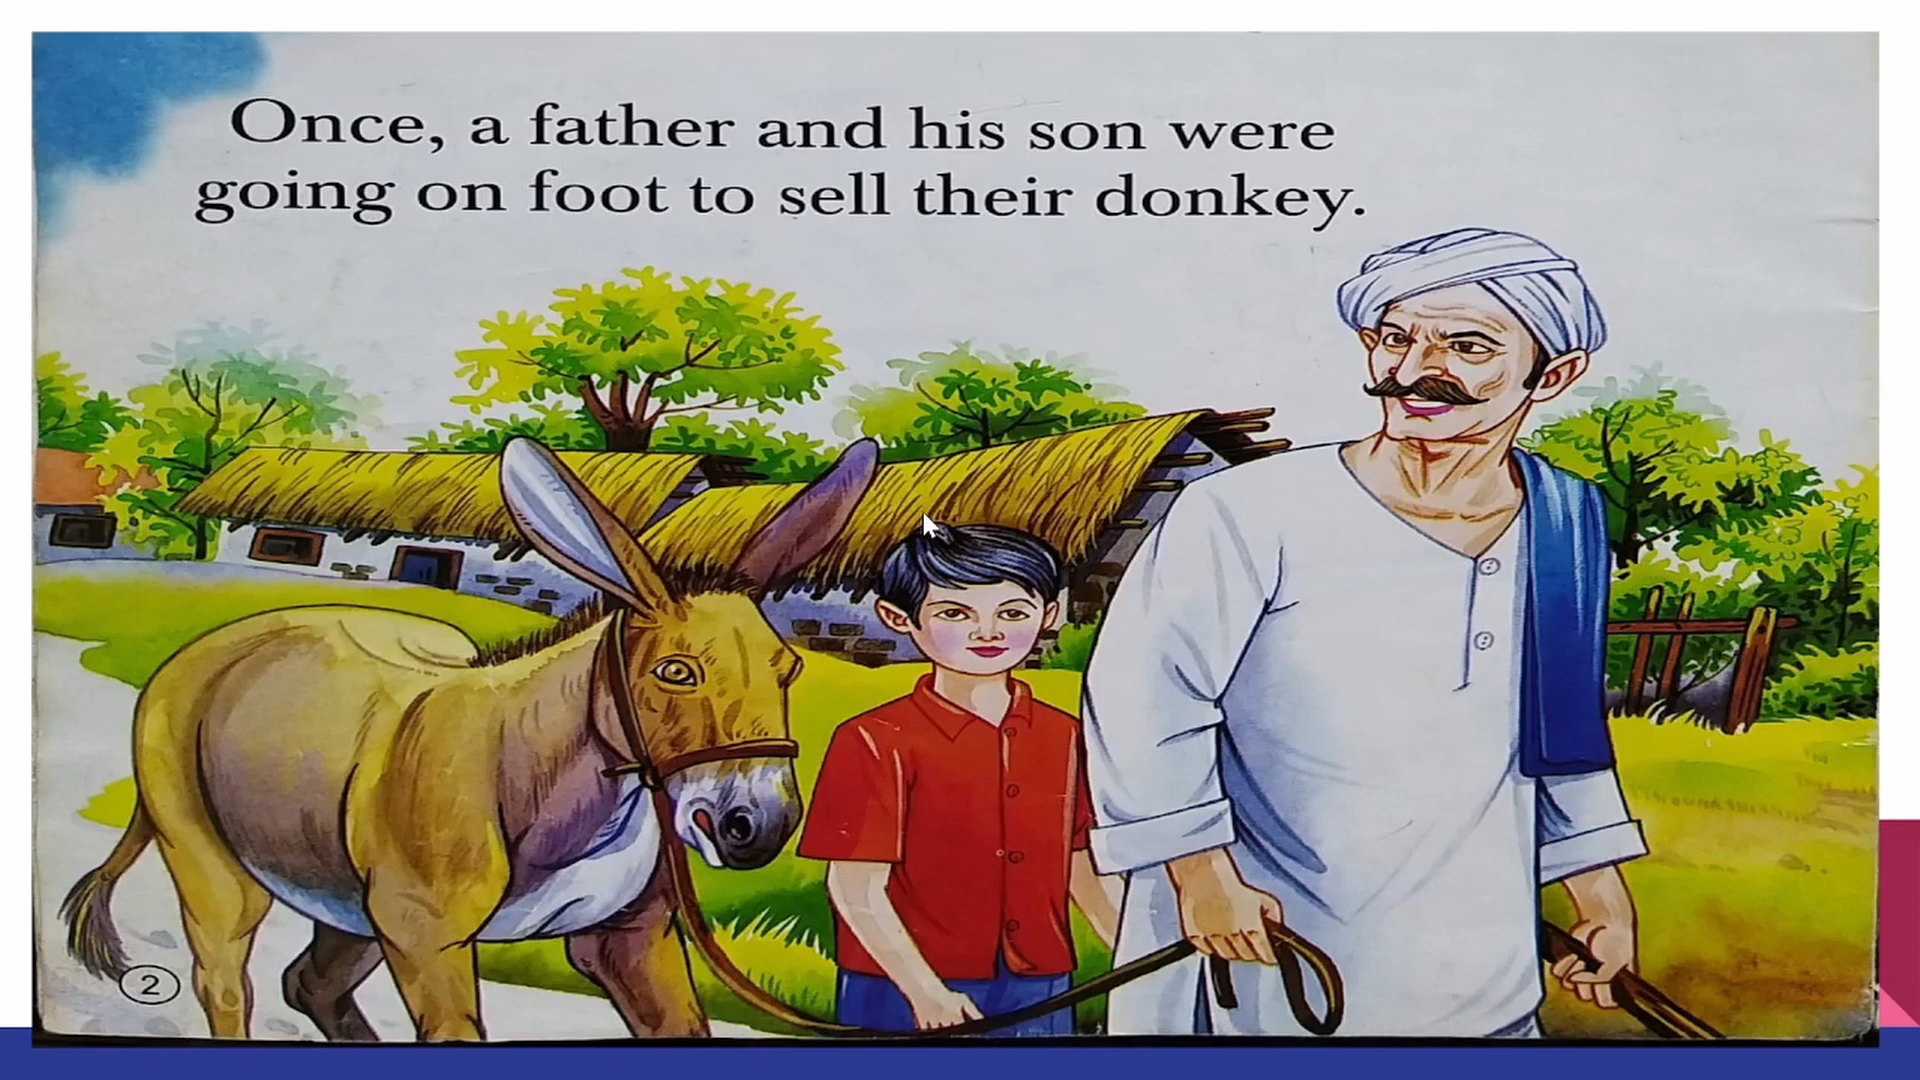 Once, a father and his son were
going on foot to sell their donkey.
2